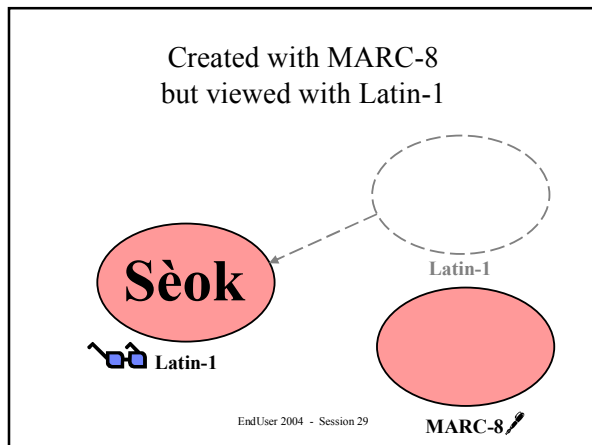 Created with MARC-8
but viewed with Latin-1
Latin-1
Sèok
Latin-1
MARC-8
EndUser 2004 - Session 29